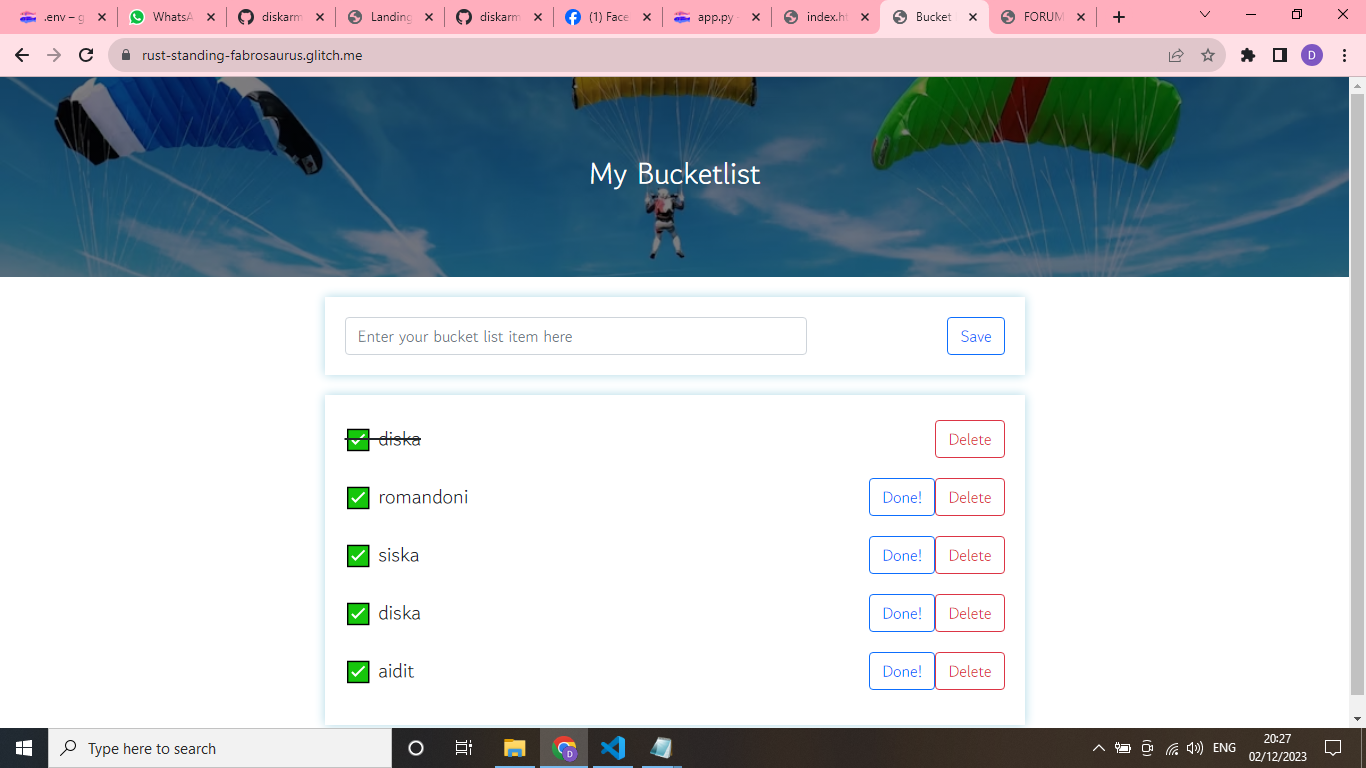 .env – g
WhatsA
diskarm
Landing
diskarm
(1) Face
app.py
index.ht
Bucket
FORUM
rust-standing-fabrosaurus.glitch.me
D
My Bucketlist
Enter your bucket list item here
Save
diska
Delete
romandoni
Done!
Delete
siska
Done!
Delete
diska
Done!
Delete
aidit
Done!
Delete
Type here to search
D
ENG
20:27
02/12/2023